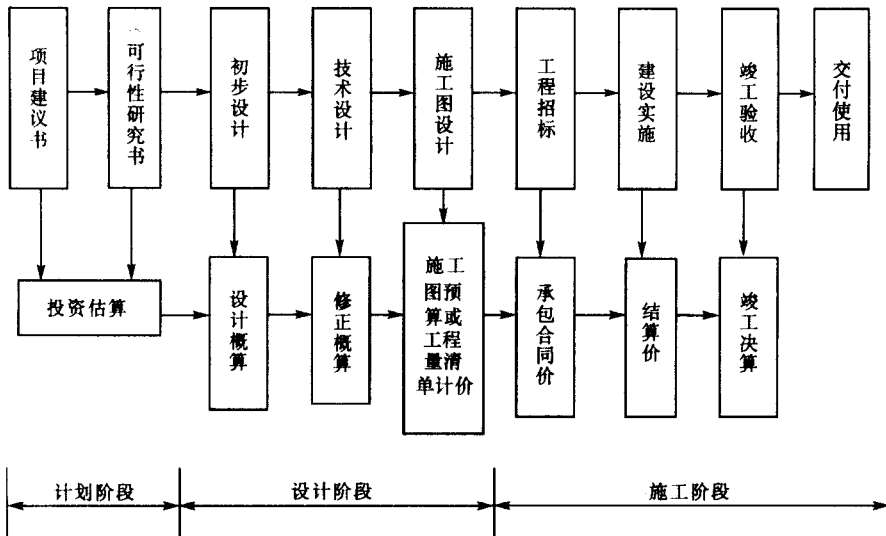 项目建议书
可行性研究书
初步设计
技术设计
施工图设计
工程招标
建设实施
竣工验收
交付使用
投资估算
设计概算
修正概算
施工
图预
算或
工程
量清
单计价
承包合同价
结算价
竣工决算
计划阶段
设计阶段
施工阶段